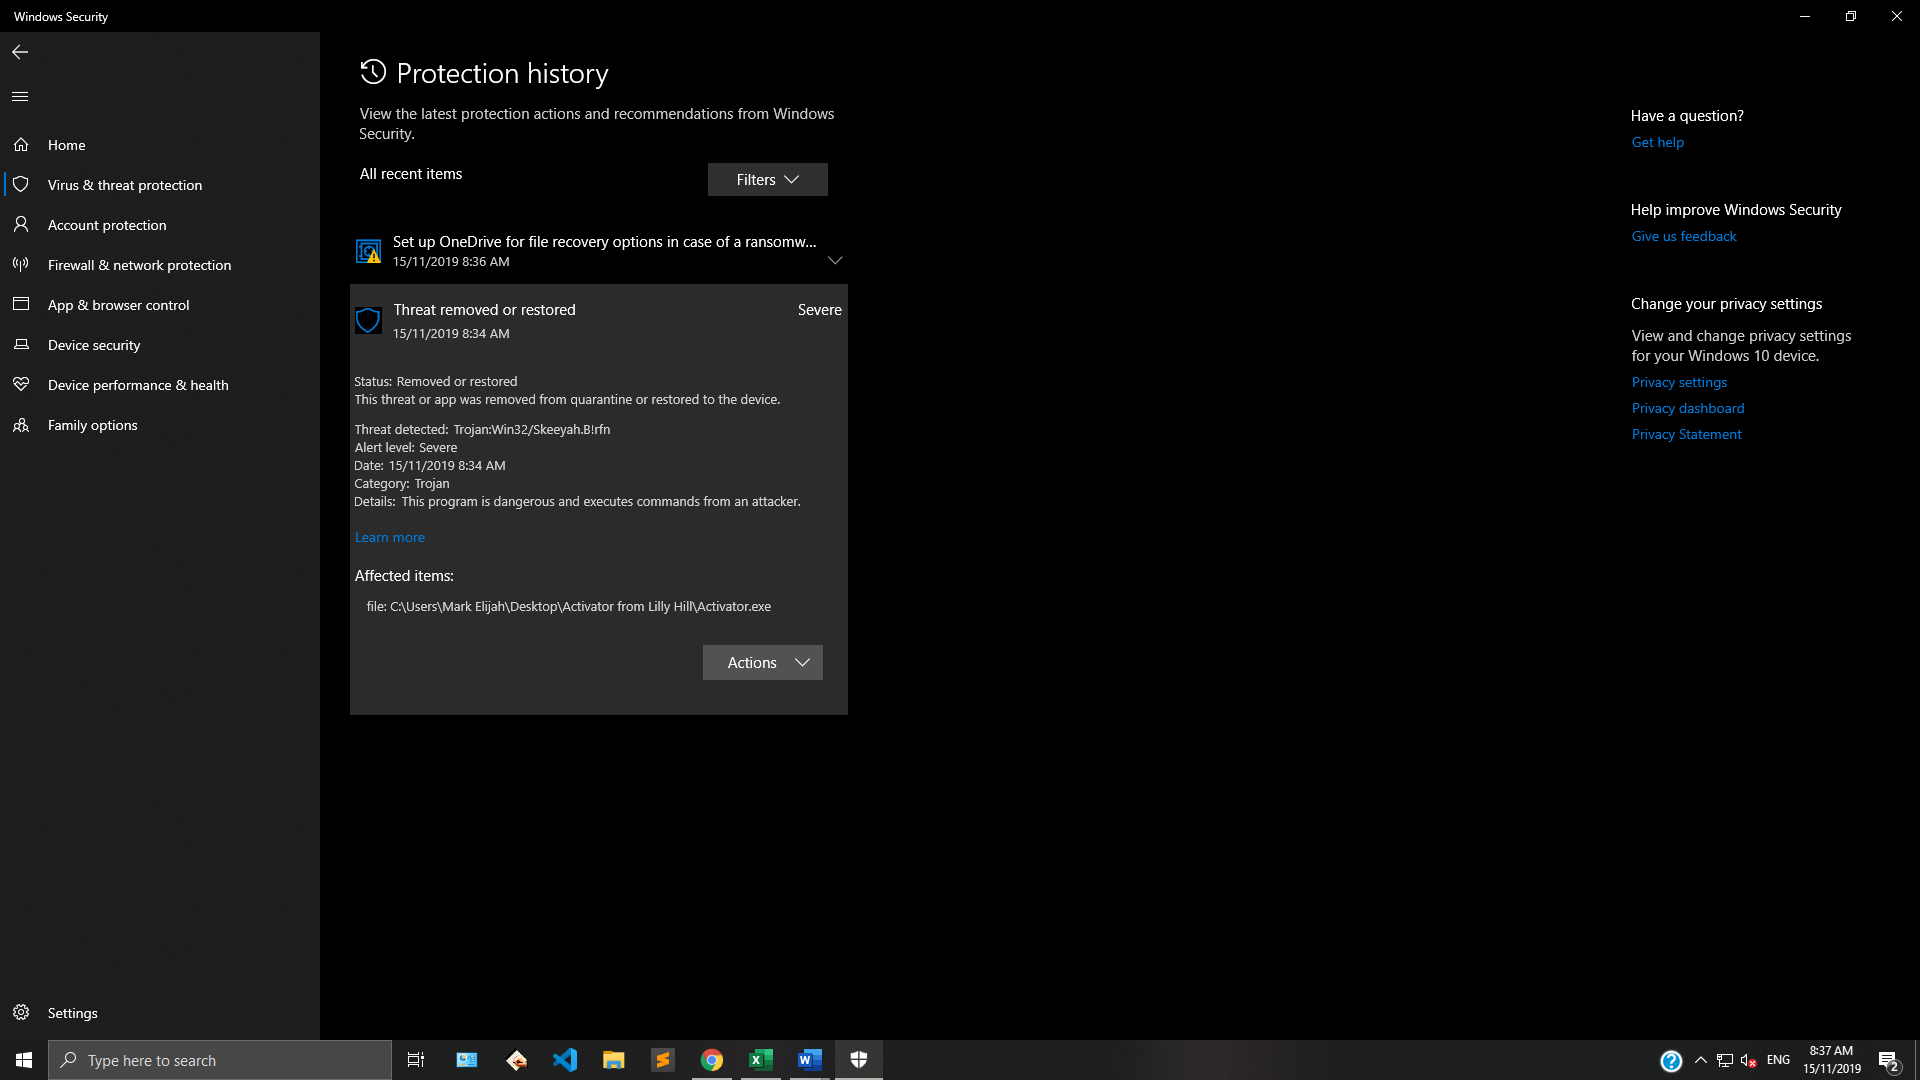 Windows Security
Home
Virus & threat protection
Account protection
Firewall & network protection
App & browser control
Device security
Device performance & health
Family options
Settings
Protection history
View the latest protection actions and recommendations from Windows
Security.
All recent items
Filters
Set up OneDrive for file recovery options in case of a ransomw...
15/11/2019 8:36 AM
Threat removed or restored
Severe
15/11/2019 8:34 AM
Status: Removed or restored
This threat or app was removed from quarantine or restored to the device.
Threat detected: Trojan:Win32/Skeeyah.B!rfn
Alert level: Severe
Date: 15/11/2019 8:34 AM
Category: Trojan
Details: This program is dangerous and executes commands from an attacker.
Learn more
Affected items:
file: C:\Users\Mark Elijah\Desktop\Activator from Lilly Hill\Activator.exe
Actions
Have a question?
Get help
Help improve Windows Security
Give us feedback
Change your privacy settings
View and change privacy settings
for your Windows 10 device.
Privacy settings
Privacy dashboard
Privacy Statement
Type here to search
ENG
8:37 AM
15/11/2019
2